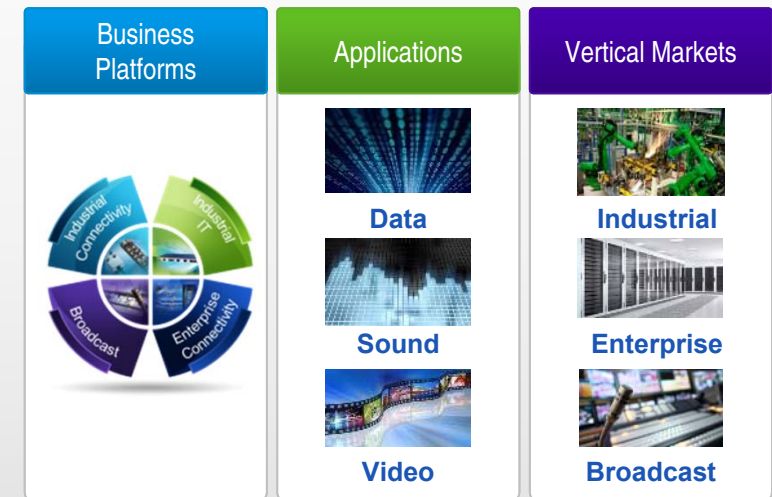 Business
Platforms
Industrial
Connectivity
Industrial
IT
Broadcast
Enterprise
Connectivity
Applications
Data
Sound
Video
Vertical Markets
Industrial
Enterprise
Broadcast